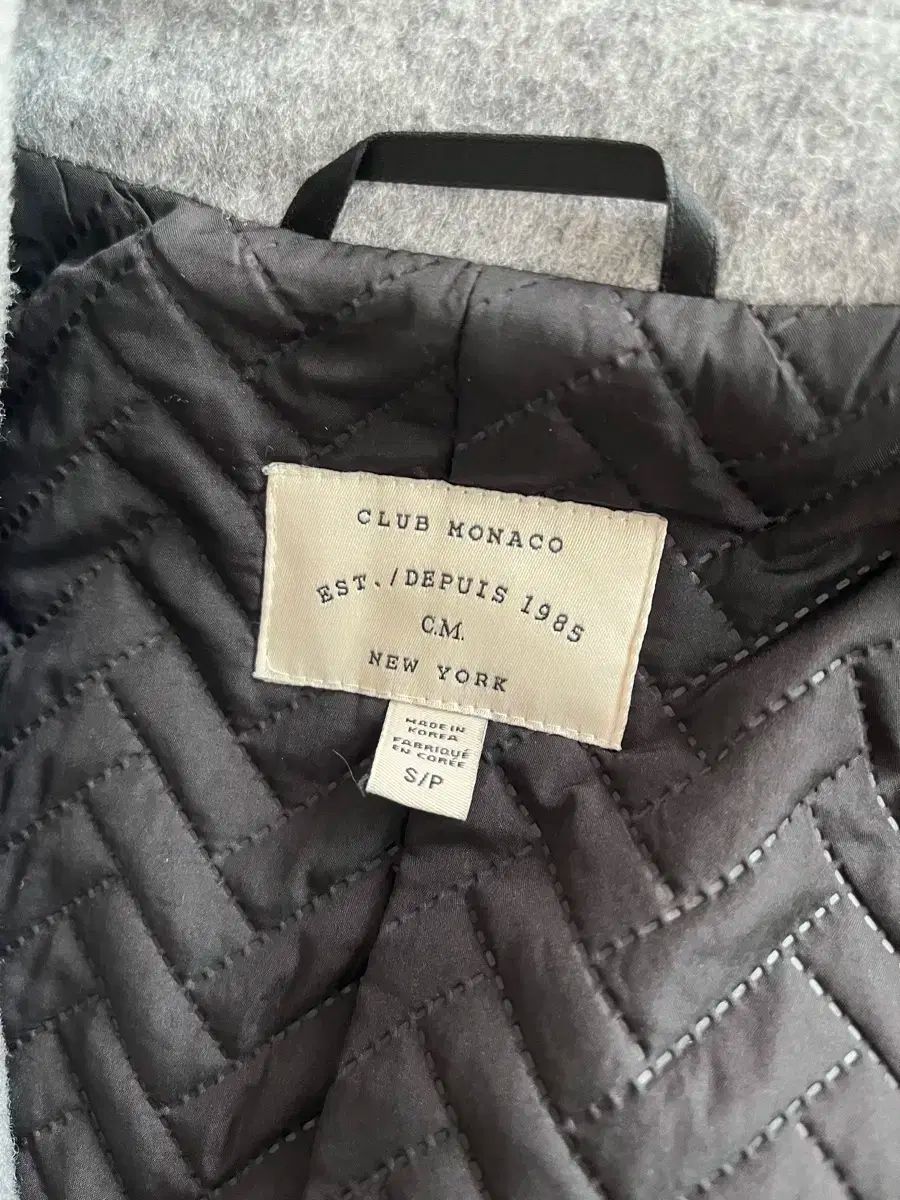 CLUB MONACO
EST./DEPUIS 1985
C.M.
NEW YORK
MADE IN
KOREA
FABRIQUÉ
EN CORÉE
S/P